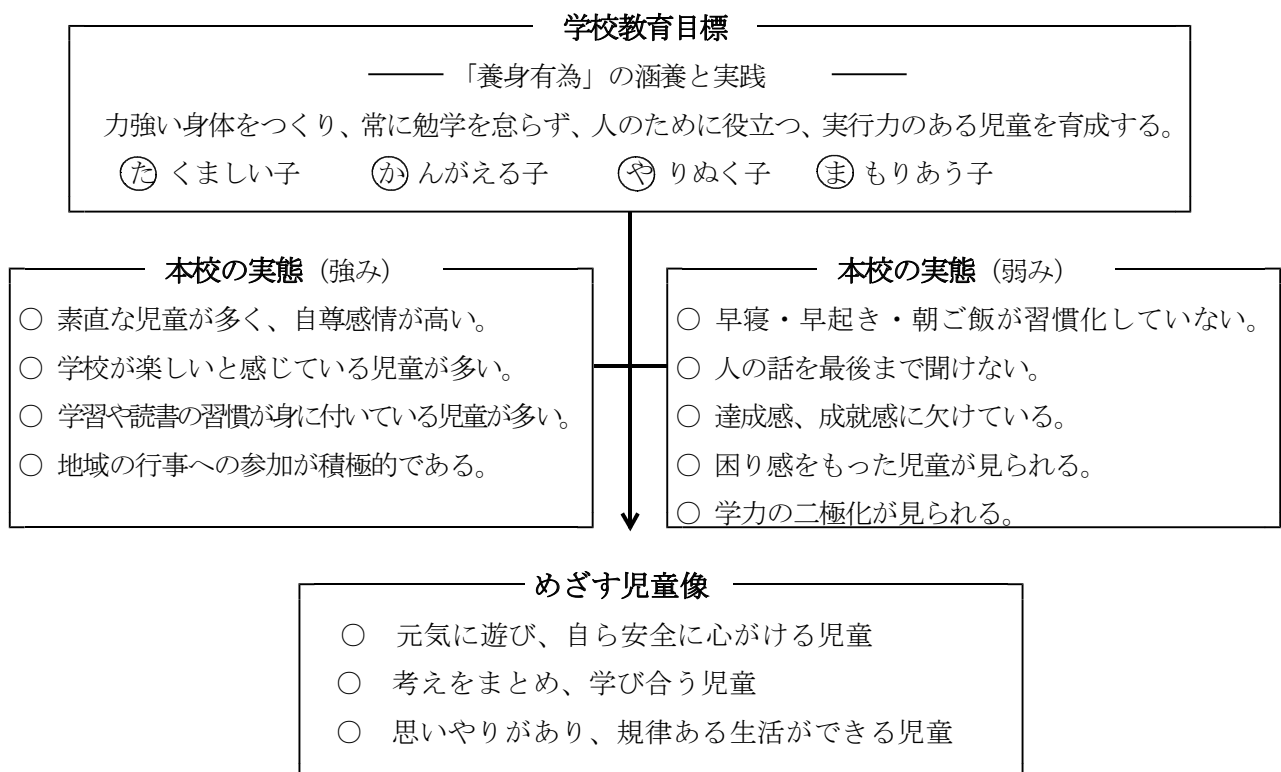 学校教育目標
「養身有為」の涵養と実践
力強い身体をつくり、常に勉学を怠らず、人のために役立つ、実行力のある児童を育成する。
たくましい子 かんがえる子 やりぬく子 まもりあう子
本校の実態（強み）
○ 素直な児童が多く、自尊感情が高い。
○ 学校が楽しいと感じている児童が多い。
○ 学習や読書の習慣が身に付いている児童が多い。
○ 地域の行事への参加が積極的である。
本校の実態（弱み）
○ 早寝・早起き・朝ご飯が習慣化していない。
○ 人の話を最後まで聞けない。
○ 達成感、成就感に欠けている。
○ 困り感をもった児童が見られる。
○ 学力の二極化が見られる。
めざす児童像
○ 元気に遊び、自ら安全に心がける児童
○ 考えをまとめ、学び合う児童
○ 思いやりがあり、規律ある生活ができる児童